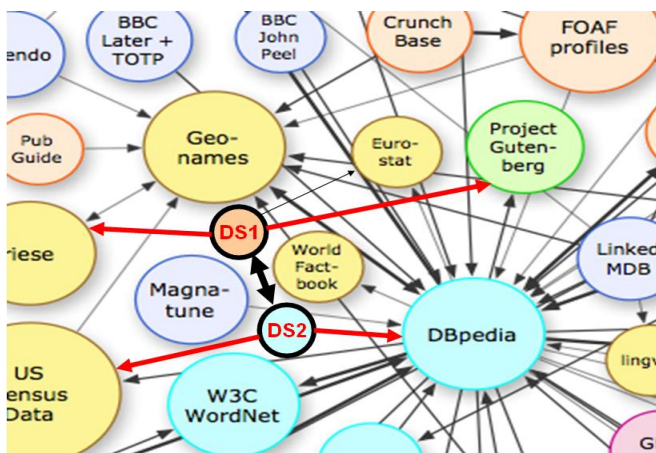 BBC
Later +
TOTP
BBC
John
Peel
Crunch
Base
FOAF
profiles
endo
Pub
Guide
Geo-
names
Euro-
stat
Project
Guten-
berg
DS1
riese
World
Fact-
book
Linked
MDB
Magna-
tune
DS2
DBpedia
lingv
US
ensus
Data
W3C
WordNet
G